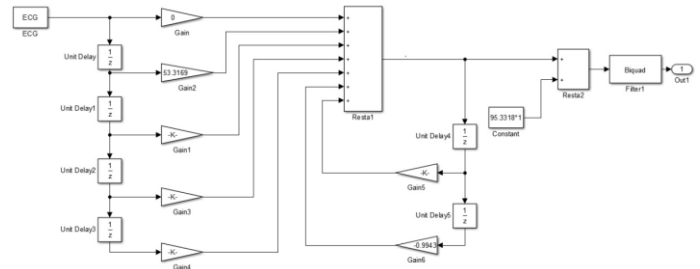 ECG
ECG
0
Gain
Unit Delay
1
z
53.3169
Gain2
Unit Delay1
1
z
-K-
Gain1
Unit Delay2
1
z
-K-
Gain3
Unit Delay3
1
z
-K-
Gain4
+
+
+
+
+
+
+
Resta1
Unit Delay4
1
z
-K-
Gain5
Unit Delay5
1
z
-0.9943
Gain6
95.3318*1
Constant
+
+
Resta2
Biquad
Filter1
1
Out1